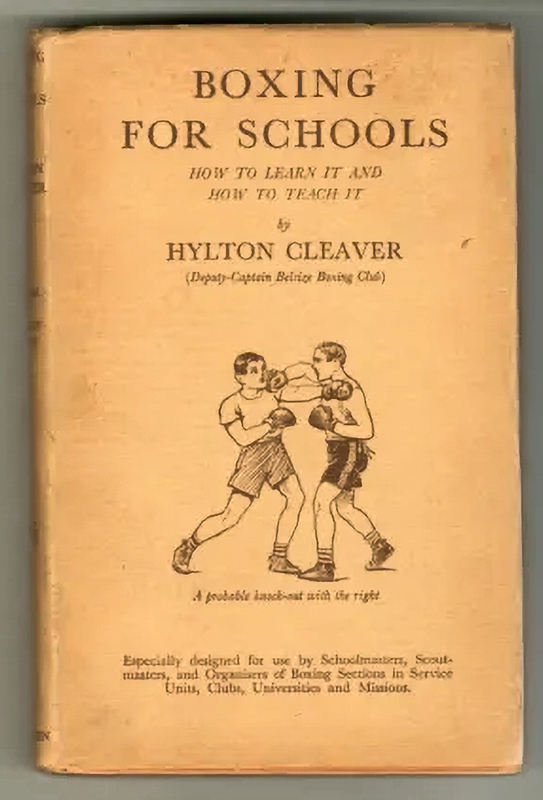 BOXING
FOR SCHOOLS
HOW TO LEARN IT AND
HOW TO TEACH IT
by
HYLTON CLEAVER
(Deputy-Captain Belsize Boxing Club)
A probable knock-out with the right
Especially designed for use by Schoolmasters, Scout-
masters, and Organisers of Boxing Sections in Service
Units, Clubs, Universities and Missions.